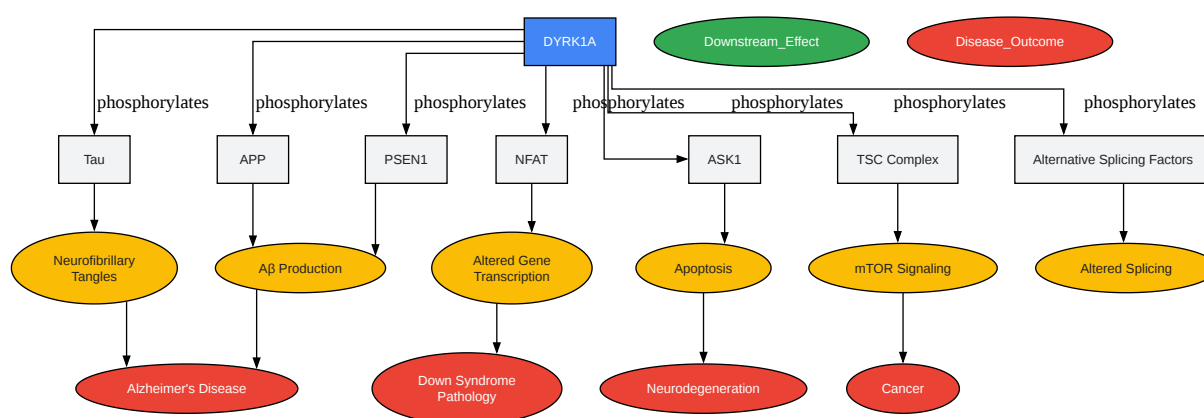 DYRK1A
Downstream_Effect
Disease_Outcome
phosphorylates
phosphorylates
phosphorylates
phosphorylates
phosphorylates
phosphorylates
phosphorylates
Tau
APP
PSEN1
NFAT
ASK1
TSC Complex
Alternative Splicing Factors
Neurofibrillary
Tangles
Aβ Production
Altered Gene
Transcription
Apoptosis
mTOR Signaling
Altered Splicing
Alzheimer's Disease
Down Syndrome
Pathology
Neurodegeneration
Cancer